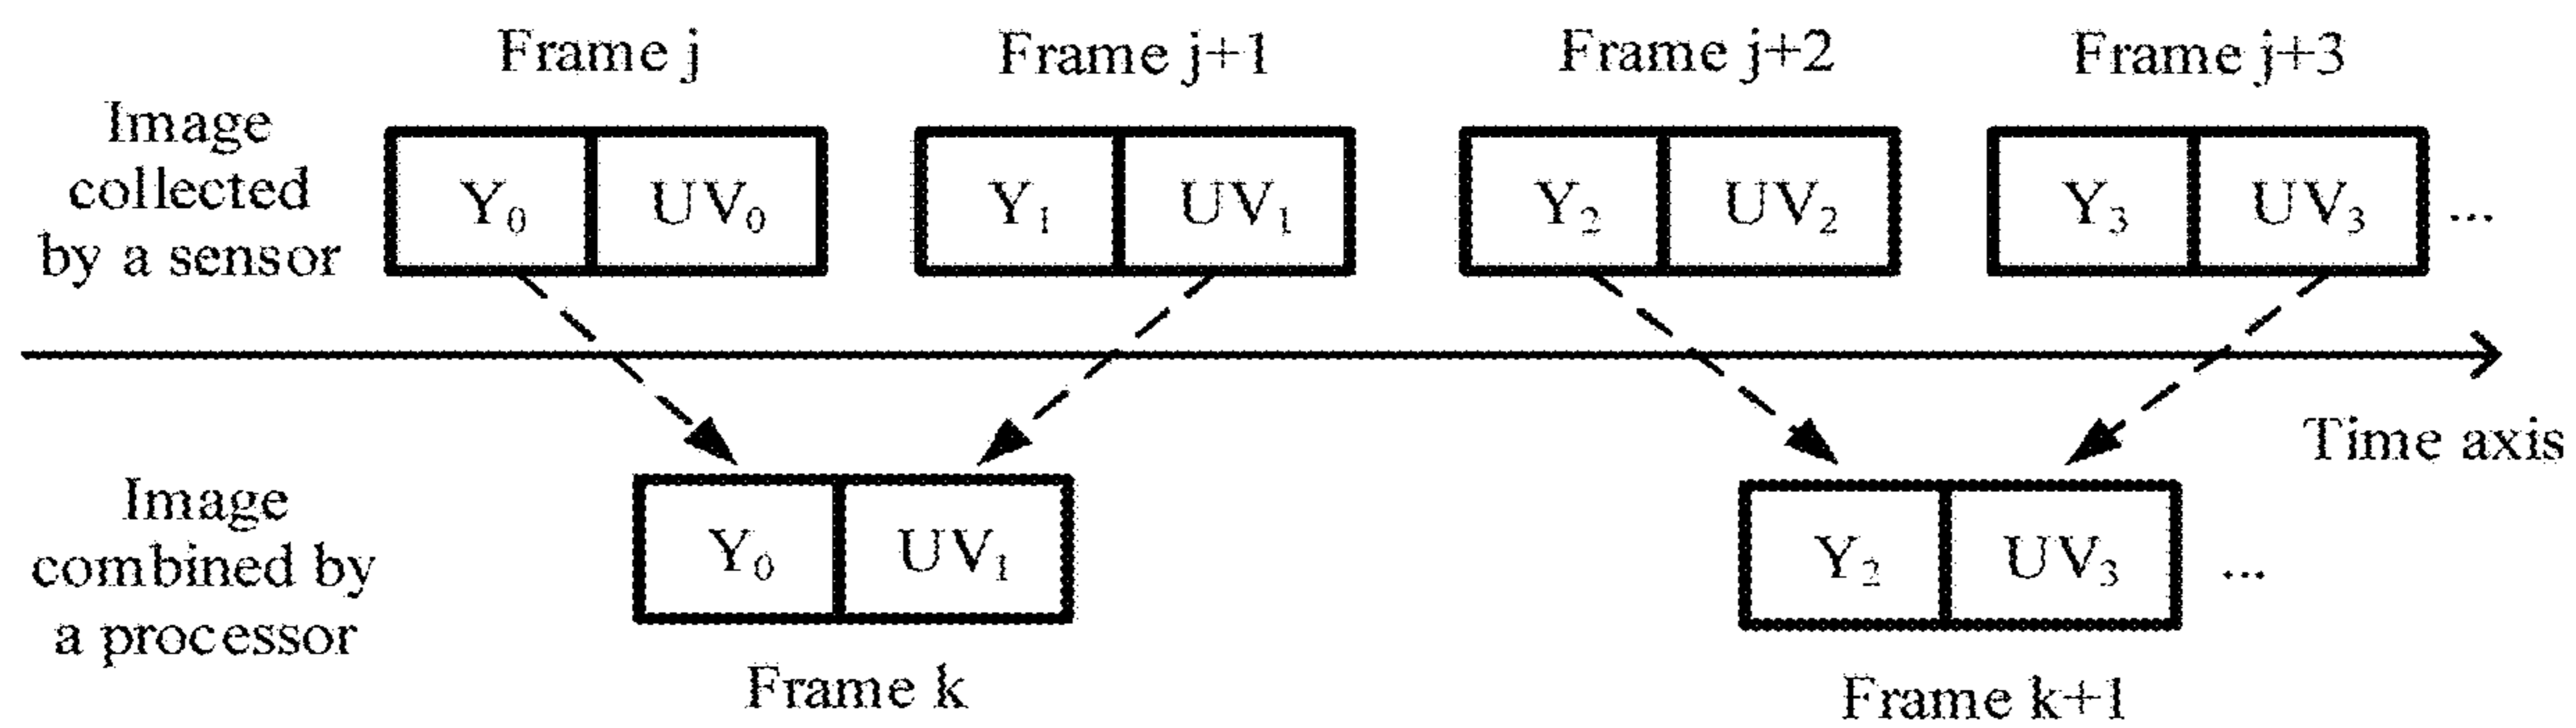 Frame j Frame j+1 Frame j+2 Frame j+3
Image
collected
by a sensor
Y₀ UV₀ Y₁ UV₁ Y₂ UV₂ Y₃ UV₃ ...
Time axis
Image
combined by
a processor
Y₀ UV₁ Y₂ UV₃ ...
Frame k Frame k+1